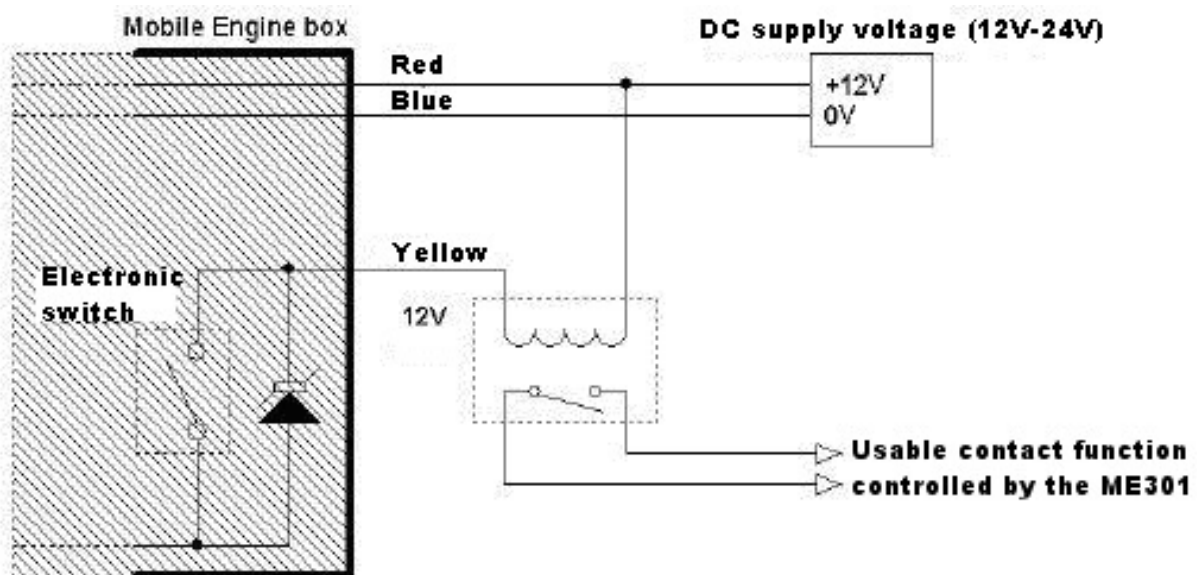 Mobile Engine box
DC supply voltage (12V-24V)
Red
+12V
Blue
0V
Yellow
Electronic
switch
12V
Usable contact function
controlled by the ME301